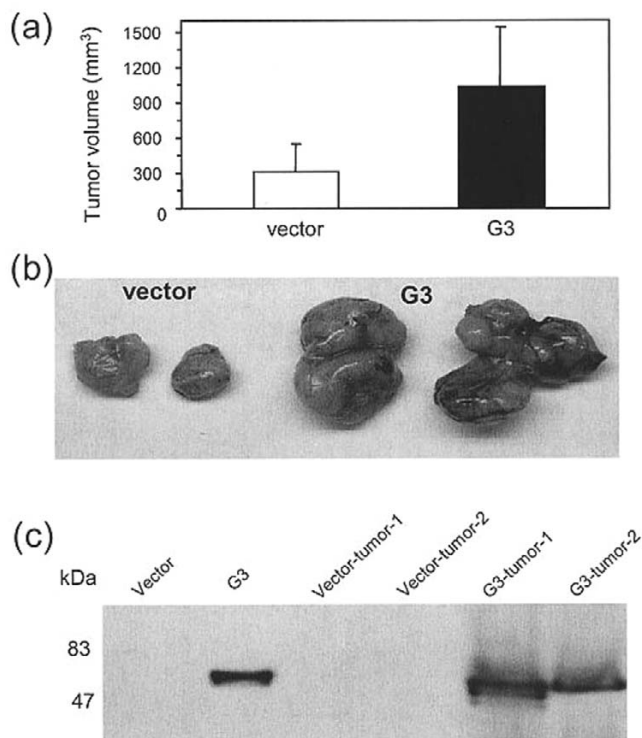 (a)
Tumor volume (mm³)
1500
1200
900
600
300
0
vector G3
(b)
vector G3
(c)
kDa Vector G3 Vector-tumor-1 Vector-tumor-2 G3-tumor-1 G3-tumor-2
83
47